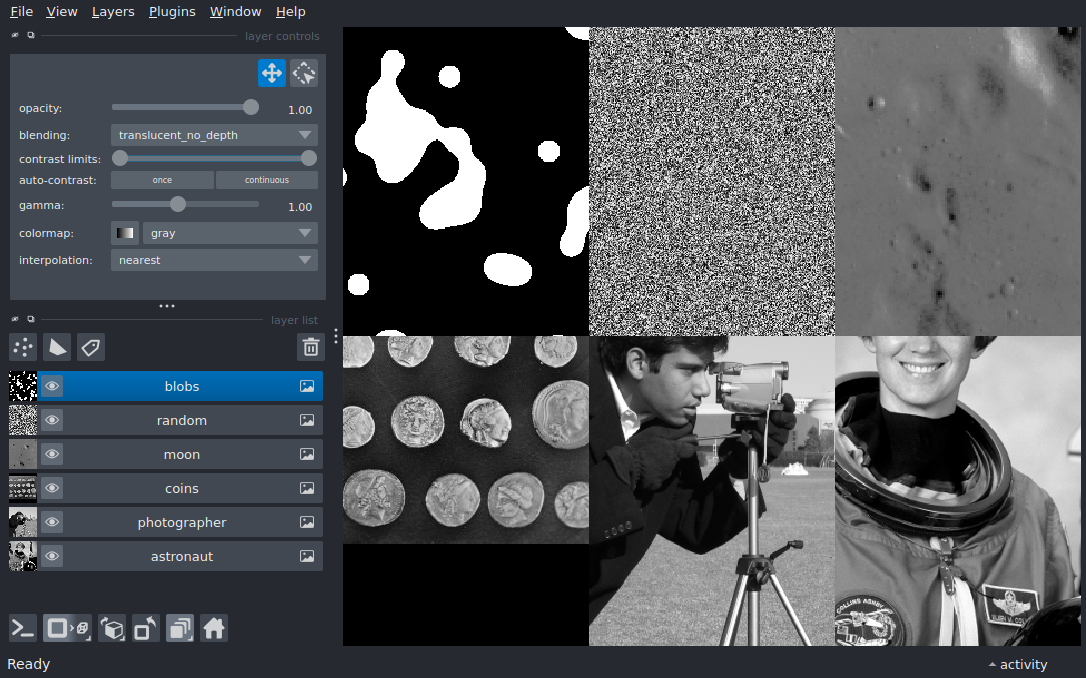 File View Layers Plugins Window Help
layer controls
opacity: 1.00
blending: translucent_no_depth
contrast limits:
auto-contrast: once continuous
gamma: 1.00
colormap: gray
interpolation: nearest
layer list
blobs
random
moon
coins
photographer
astronaut
Ready
activity